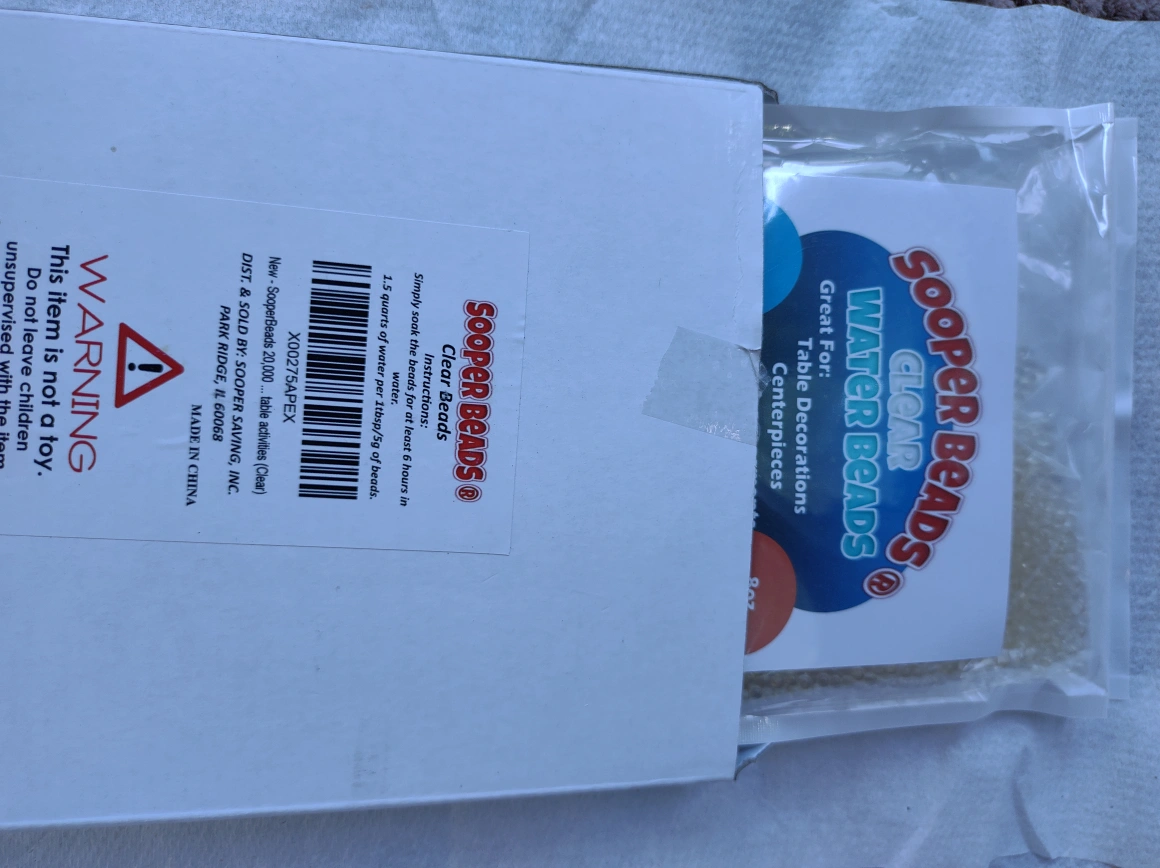 SOOPER BEADS ®
Clear Beads
Instructions:
Simply soak the beads for at least 6 hours in
water.
1.5 quarts of water per 1tbsp/5g of beads.
X00275APEX
New - SooperBeads 20,000 ... table activities (Clear)
DIST. & SOLD BY: SOOPER SAVING, INC.
PARK RIDGE, IL 60068
MADE IN CHINA
WARNING
This item is not a toy.
Do not leave children
unsupervised with the item
SOOPER BEADS ®
CLEAR
WATER BEADS
Great For:
Table Decorations
Centerpieces
8oz